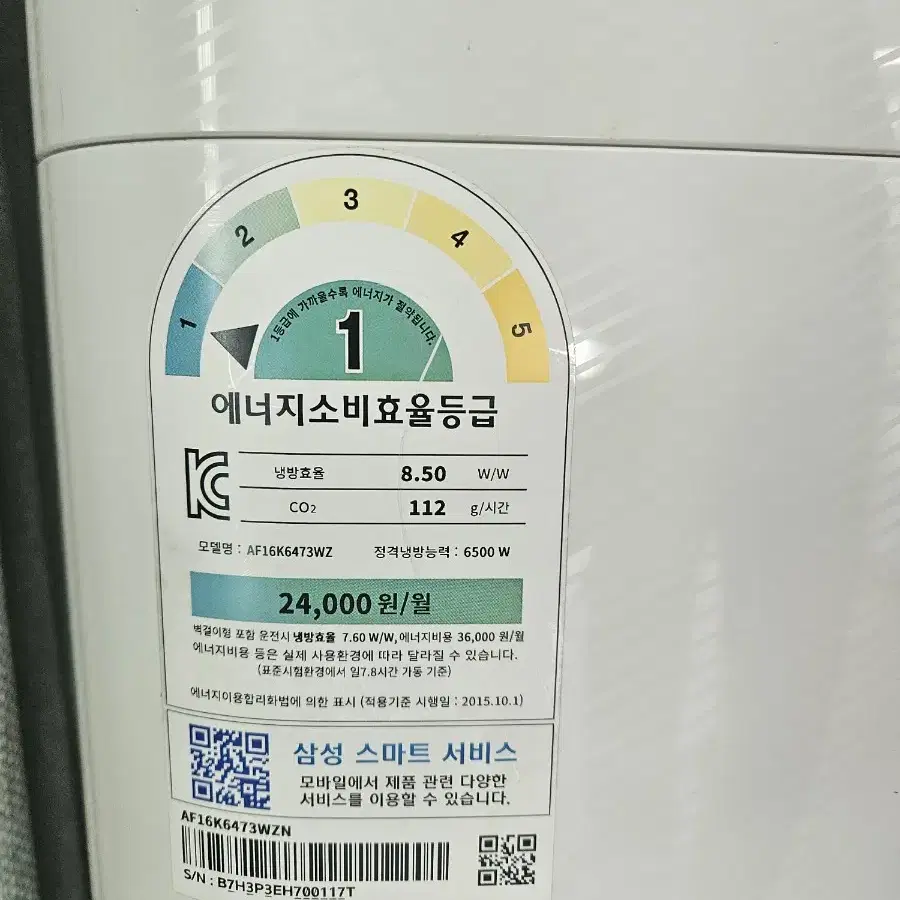 1
2
3
4
5
1등급에 가까울수록 에너지가 절약됩니다.
1
에너지소비효율등급
냉방효율 8.50 W/W
CO2 112 g/시간
모델명 : AF16K6473WZ 정격냉방능력 : 6500 W
24,000 원/월
벽걸이형 포함 운전시 냉방효율 7.60 W/W, 에너지비용 36,000 원/월
에너지비용 등은 실제 사용환경에 따라 달라질 수 있습니다.
(표준시험환경에서 일7.8시간 가동 기준)
에너지이용합리화법에 의한 표시 (적용기준 시행일 : 2015.10.1)
삼성 스마트 서비스
모바일에서 제품 관련 다양한
서비스를 이용할 수 있습니다.
AF16K6473WZN
S/N : B7H3P3EH700117T